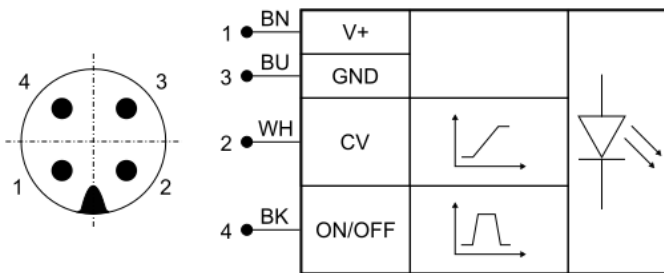 4 3
1 2
1 BN V+
3 BU GND
2 WH CV
4 BK ON/OFF